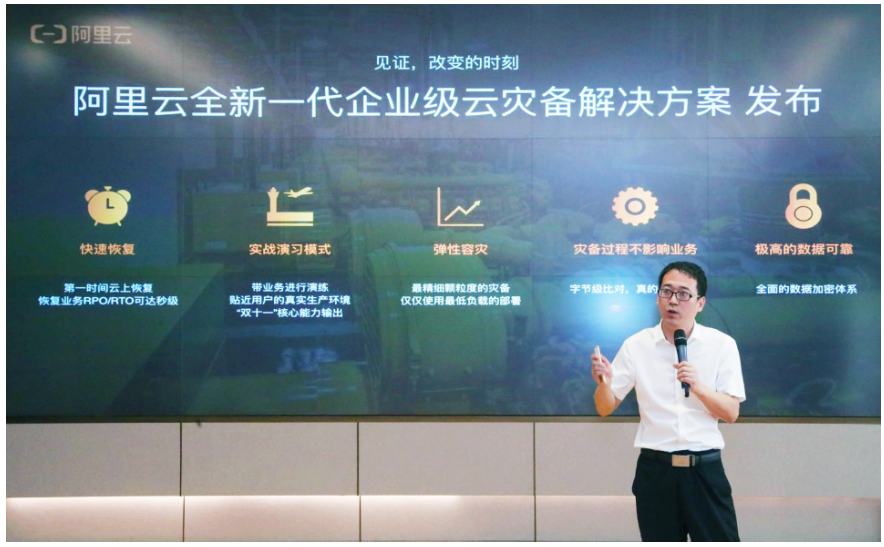 阿里云
见证，改变的时刻
阿里云全新一代企业级云灾备解决方案 发布
快速恢复
实战演习模式
弹性容灾
灾备过程不影响业务
极高的数据可靠
第一时间云上恢复
恢复业务RPO/RTO可达秒级
带业务进行演练
贴近用户的真实生产环境
“双十一”核心能力输出
最精细颗粒度的灾备
仅仅使用最低负载的部署
字节级比对，真的
全面的数据加密体系